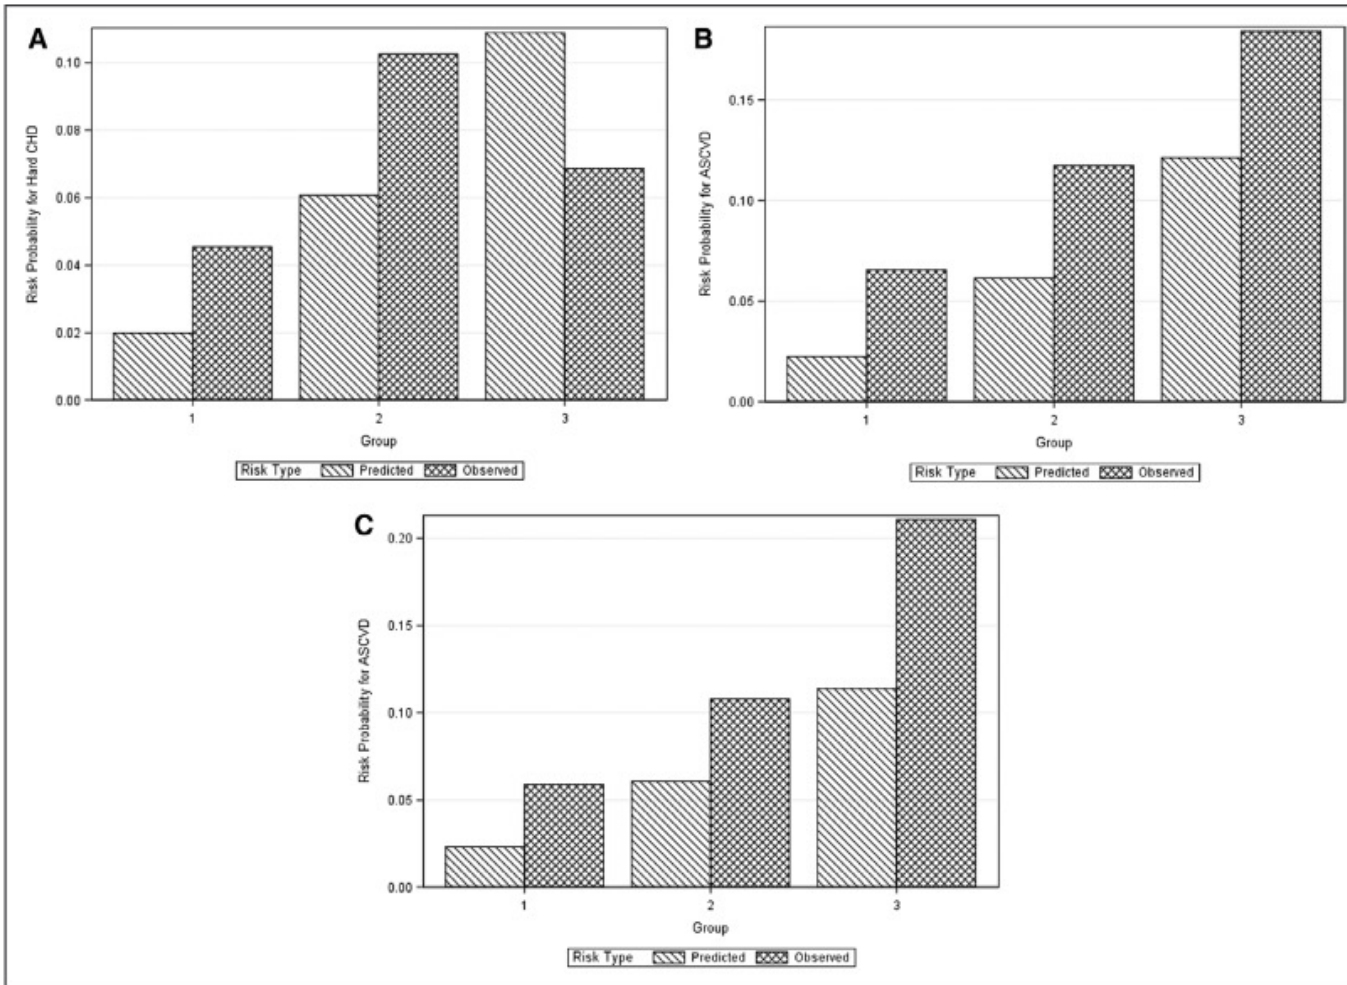 A
Risk Probability for Hard CHD
0.10
0.08
0.06
0.04
0.02
0.00
1 2 3
Group
Risk Type Predicted Observed
B
Risk Probability for ASCVD
0.15
0.10
0.05
0.00
1 2 3
Group
Risk Type Predicted Observed
C
Risk Probability for ASCVD
0.20
0.15
0.10
0.05
0.00
1 2 3
Group
Risk Type Predicted Observed